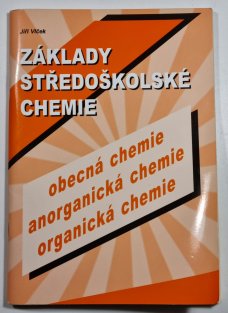 Jiří Vlček
ZÁKLADY
STŘEDOŠKOLSKÉ
CHEMIE
obecná chemie
anorganická chemie
organická chemie